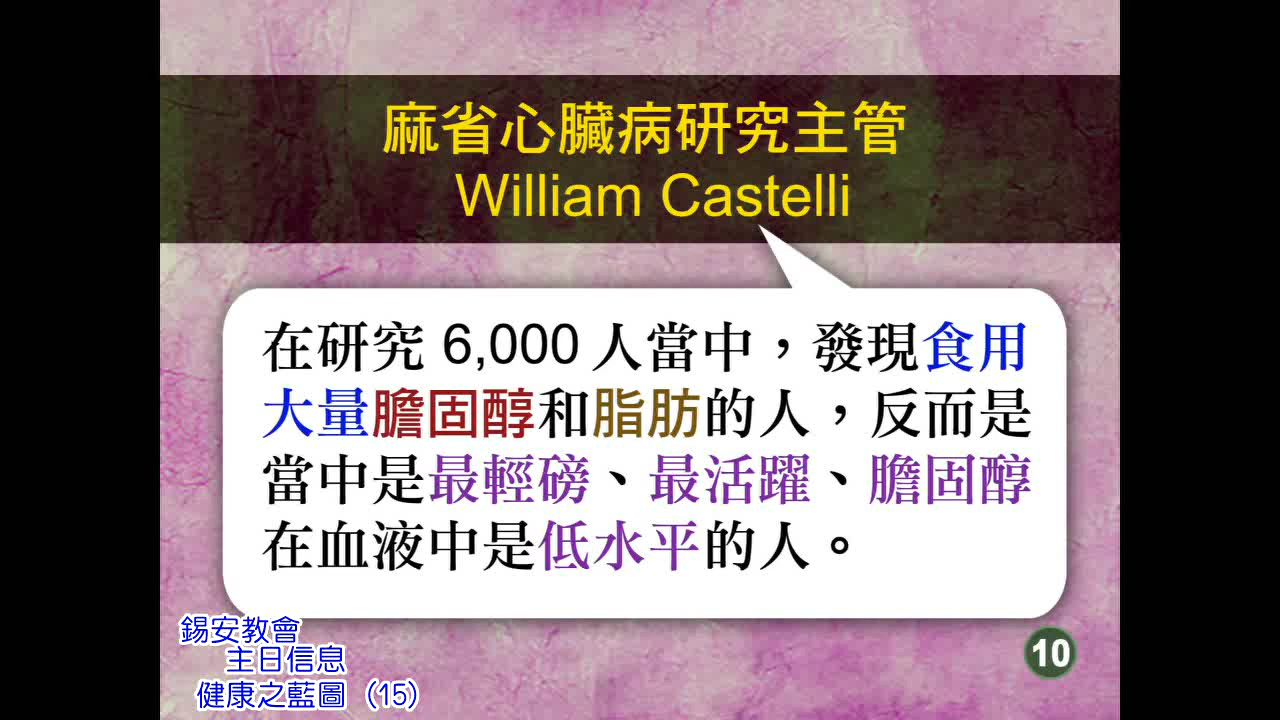 麻省心臟病研究主管
William Castelli
在研究 6,000 人當中，發現食用
大量膽固醇和脂肪的人，反而是
當中是最輕磅、最活躍、膽固醇
在血液中是低水平的人。
錫安教會
主日信息
健康之藍圖 (15)
10